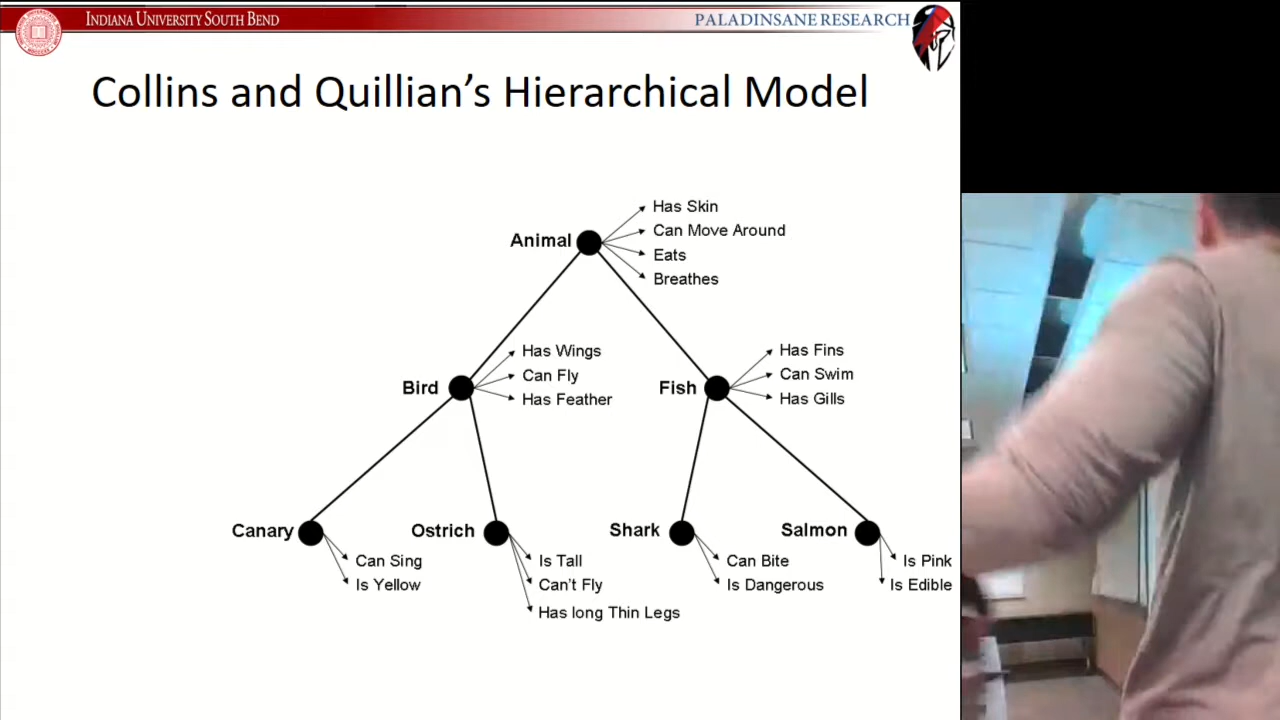 INDIANA UNIVERSITY SOUTH BEND
PALADINSANE RESEARCH
Collins and Quillian's Hierarchical Model
Animal
Has Skin
Can Move Around
Eats
Breathes
Bird
Has Wings
Can Fly
Has Feather
Fish
Has Fins
Can Swim
Has Gills
Canary
Can Sing
Is Yellow
Ostrich
Is Tall
Can't Fly
Has long Thin Legs
Shark
Can Bite
Is Dangerous
Salmon
Is Pink
Is Edible